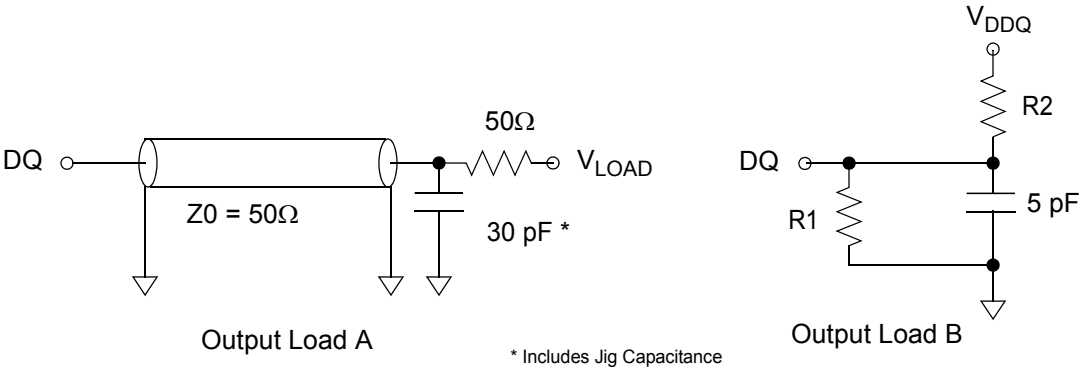 DQ
Z0 = 50Ω
50Ω
V_LOAD
30 pF *
Output Load A
* Includes Jig Capacitance
V_DDQ
R2
DQ
R1
5 pF
Output Load B